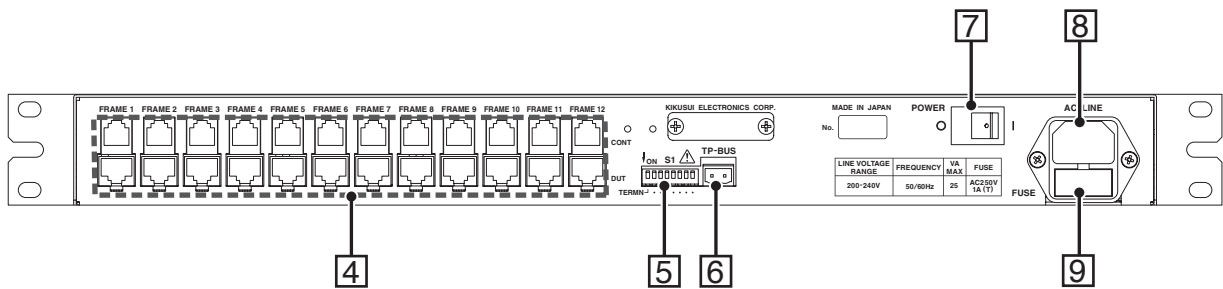 7
8
FRAME 1 FRAME 2 FRAME 3 FRAME 4 FRAME 5 FRAME 6 FRAME 7 FRAME 8 FRAME 9 FRAME 10 FRAME 11 FRAME 12
CONT
DUT
KIKUSUI ELECTRONICS CORP.
ON S1
TP-BUS
TERMN
MADE IN JAPAN
No.
POWER
AC LINE
LINE VOLTAGE RANGE FREQUENCY VA MAX FUSE
200-240V 50/60Hz 25 AC250V 1A (T)
FUSE
4
5
6
9